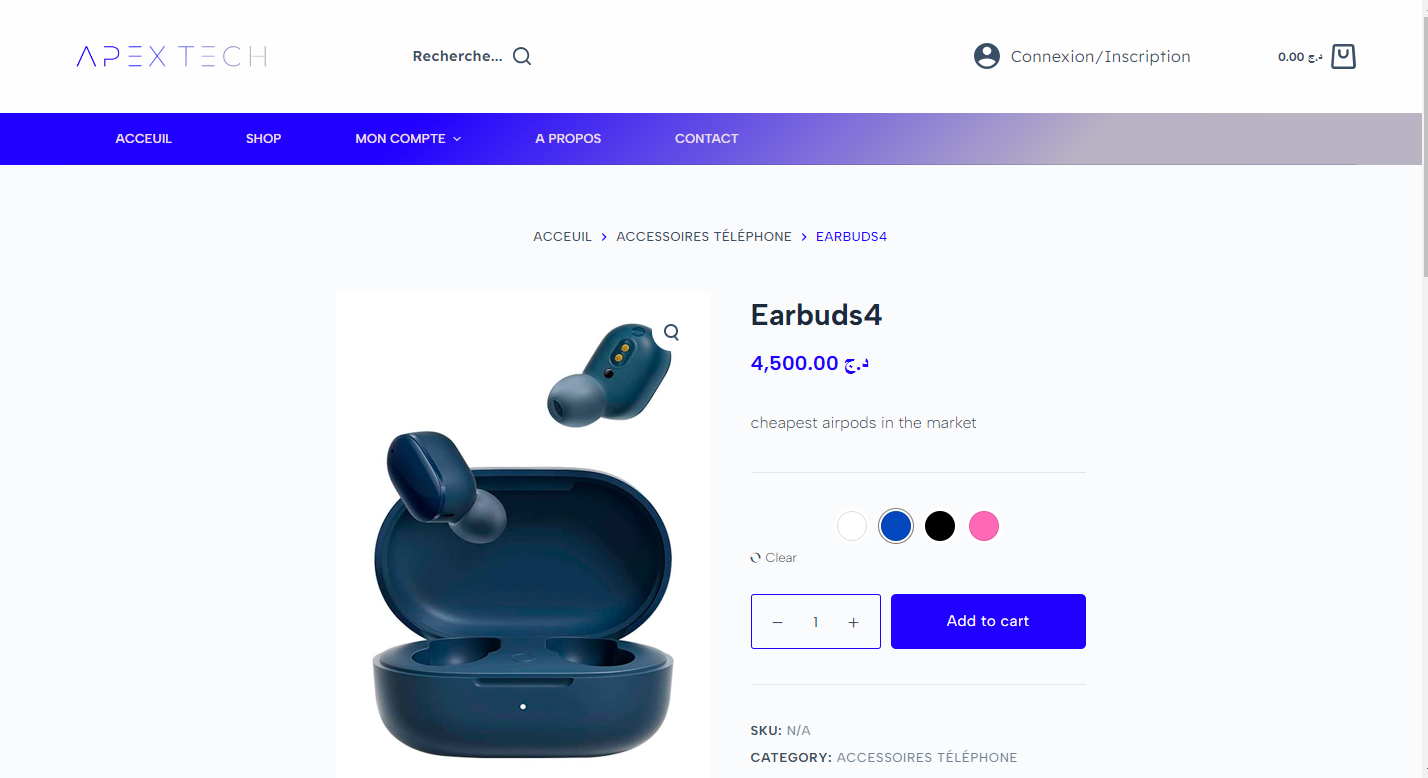 APEX TECH
Recherche...
Connexion/Inscription
0.00 د.ج
ACCEUIL
SHOP
MON COMPTE
A PROPOS
CONTACT
ACCEUIL > ACCESSOIRES TÉLÉPHONE > EARBUDS4
Earbuds4
4,500.00 د.ج
cheapest airpods in the market
Clear
− 1 +
Add to cart
SKU: N/A
CATEGORY: ACCESSOIRES TÉLÉPHONE